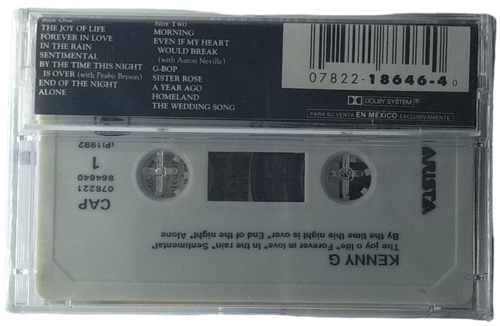 Side One
THE JOY OF LIFE
FOREVER IN LOVE
IN THE RAIN
SENTIMENTAL
BY THE TIME THIS NIGHT
IS OVER (with Peabo Bryson)
END OF THE NIGHT
ALONE
Side Two
MORNING
EVEN IF MY HEART
WOULD BREAK
(with Aaron Neville)
G-BOP
SISTER ROSE
A YEAR AGO
HOMELAND
THE WEDDING SONG
07822-18646-4 0
DOLBY SYSTEM
PARA SU VENTA EN MEXICO EXCLUSIVAMENTE
KENNY G
The joy o life* Forever in love* In the rain* Sentimental*
By the time this night is over* End of the night* Alone
ARISTA
CAP
078221
864640
1
(P)1992